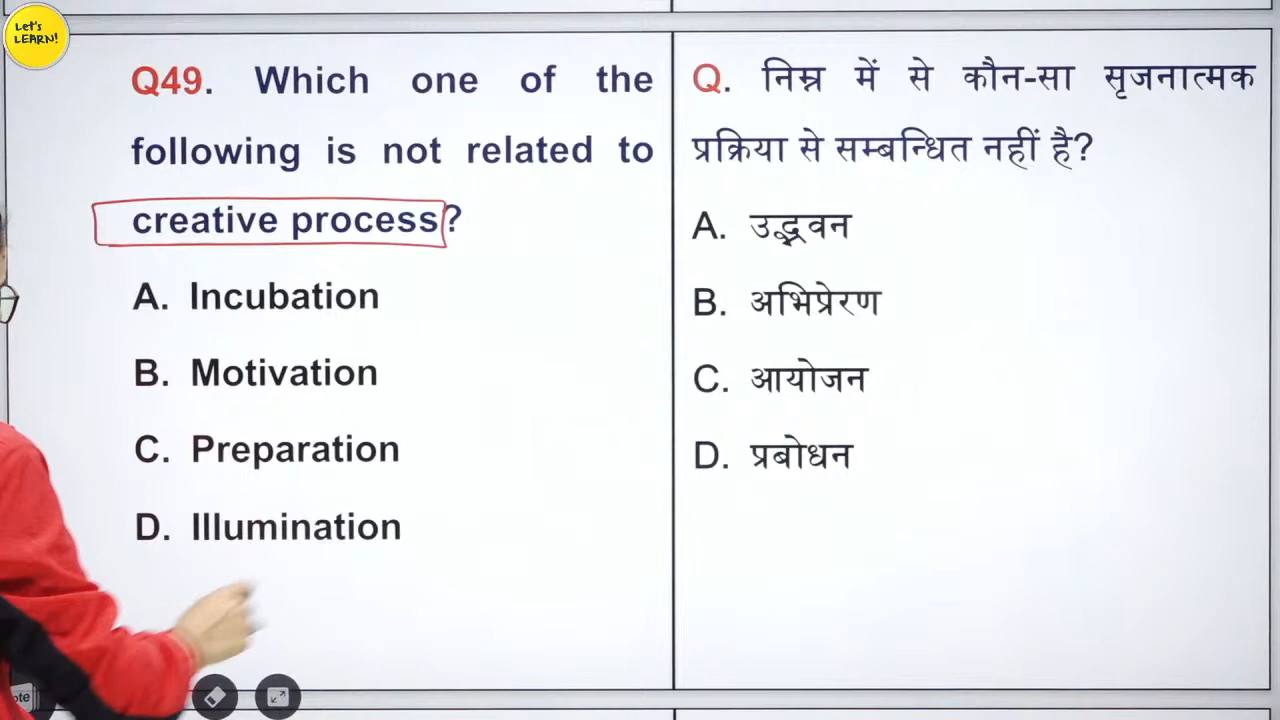 Let's
LEARN!
Q49. Which one of the
following is not related to
creative process?
A. Incubation
B. Motivation
C. Preparation
D. Illumination
Q. निम्न में से कौन-सा सृजनात्मक
प्रक्रिया से सम्बन्धित नहीं है?
A. उद्भवन
B. अभिप्रेरण
C. आयोजन
D. प्रबोधन